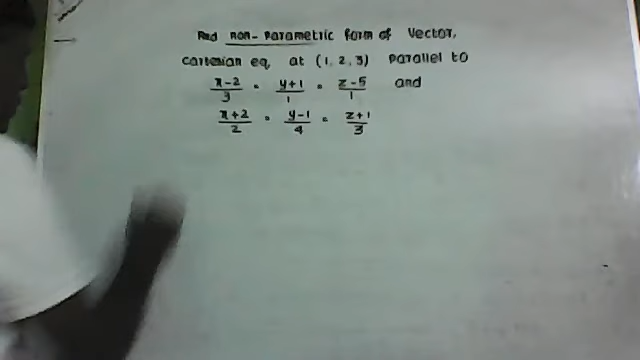 Find non-parametric form of Vector,
cartesian eq, at (1, 2, 3) Parallel to
x-2/3 = y+1/1 = z-5/1 and
x+2/2 = y-1/4 = z+1/3